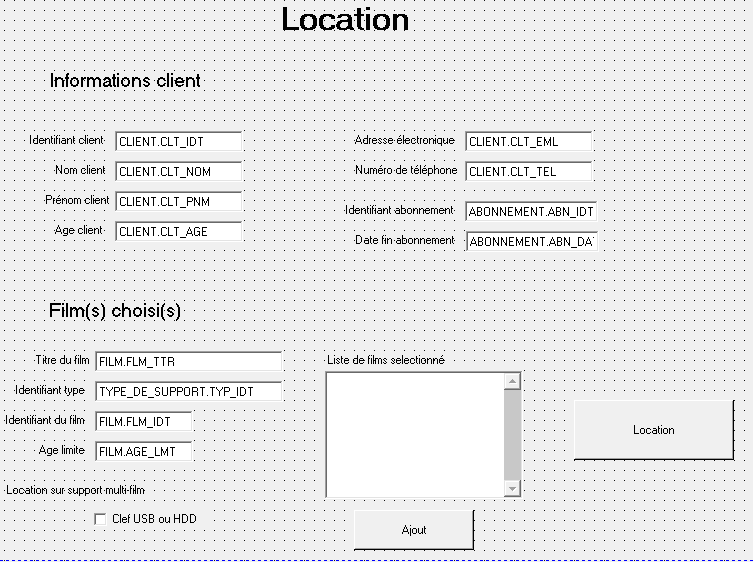 Location
Informations client
Identifiant client CLIENT.CLT_IDT
Adresse électronique CLIENT.CLT_EML
Nom client CLIENT.CLT_NOM
Numéro de téléphone CLIENT.CLT_TEL
Prénom client CLIENT.CLT_PNM
Identifiant abonnement ABONNEMENT.ABN_IDT
Age client CLIENT.CLT_AGE
Date fin abonnement ABONNEMENT.ABN_DA
Film(s) choisi(s)
Titre du film FILM.FLM_TTR
Liste de films selectionné
Identifiant type TYPE_DE_SUPPORT.TYP_IDT
Identifiant du film FILM.FLM_IDT
Location
Age limite FILM.AGE_LMT
Location sur support multi-film
Clef USB ou HDD
Ajout